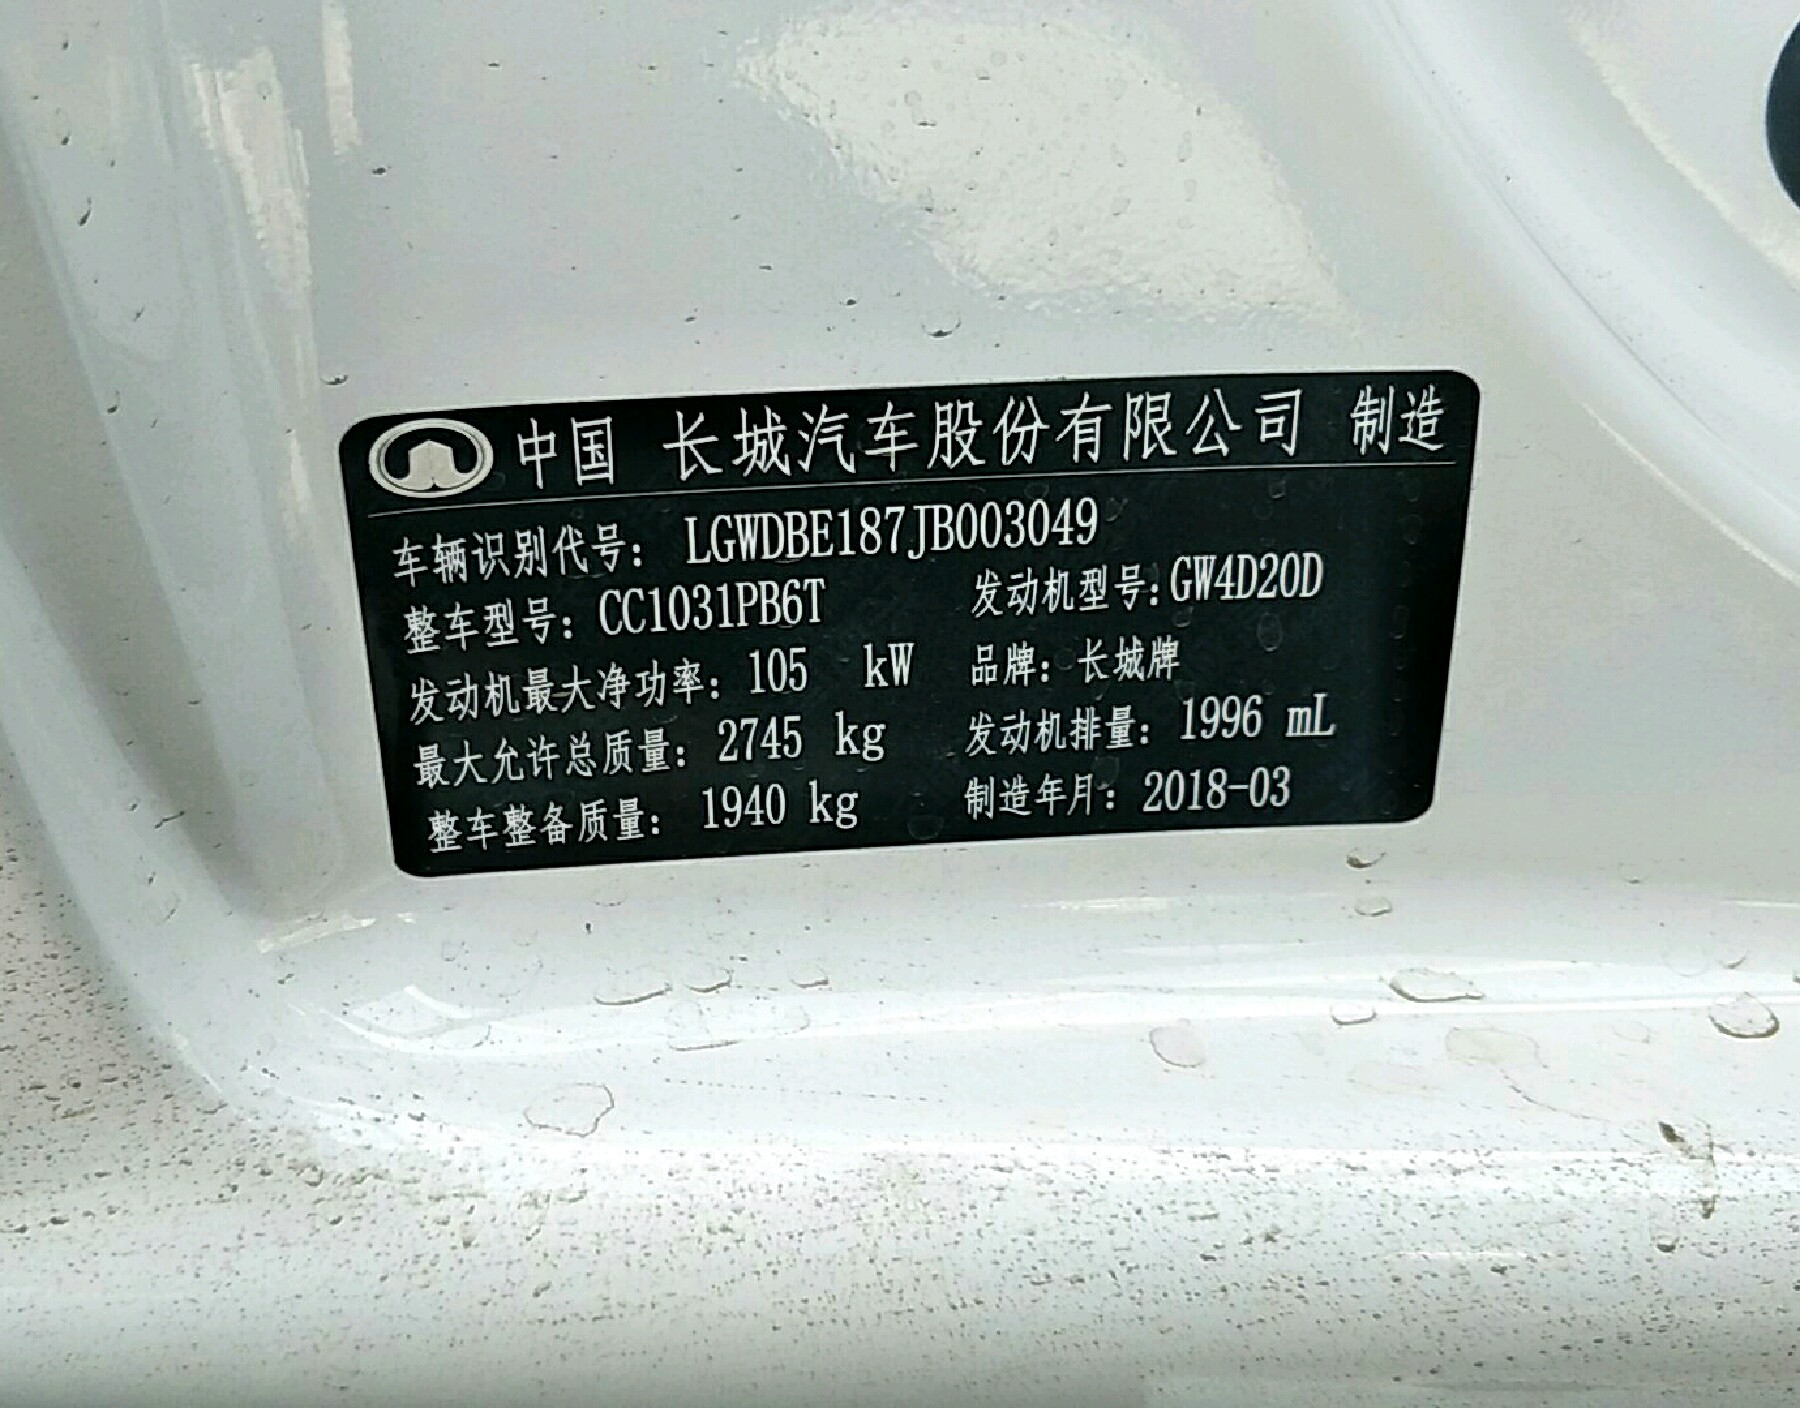 中国 长城汽车股份有限公司 制造
车辆识别代号： LGWDBE187JB003049
整车型号：CC1031PB6T 发动机型号：GW4D20D
发动机最大净功率： 105 kW 品牌： 长城牌
最大允许总质量： 2745 kg 发动机排量： 1996 mL
整车整备质量： 1940 kg 制造年月： 2018-03